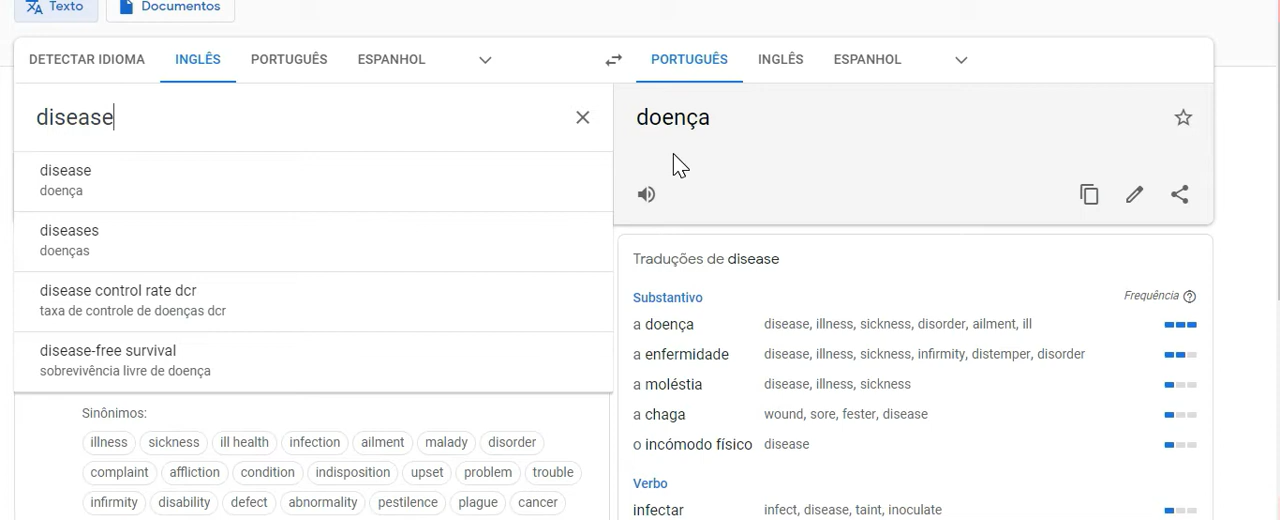 Texto Documentos
DETECTAR IDIOMA INGLÊS PORTUGUÊS ESPANHOL PORTUGUÊS INGLÊS ESPANHOL
disease
doença
disease
doença
diseases
doenças
disease control rate dcr
taxa de controle de doenças dcr
disease-free survival
sobrevivência livre de doença
Sinônimos:
illness sickness ill health infection ailment malady disorder
complaint affliction condition indisposition upset problem trouble
infirmity disability defect abnormality pestilence plague cancer
Traduções de disease
Substantivo Frequência
a doença disease, illness, sickness, disorder, ailment, ill
a enfermidade disease, illness, sickness, infirmity, distemper, disorder
a moléstia disease, illness, sickness
a chaga wound, sore, fester, disease
o incómodo físico disease
Verbo
infectar infect, disease, taint, inoculate